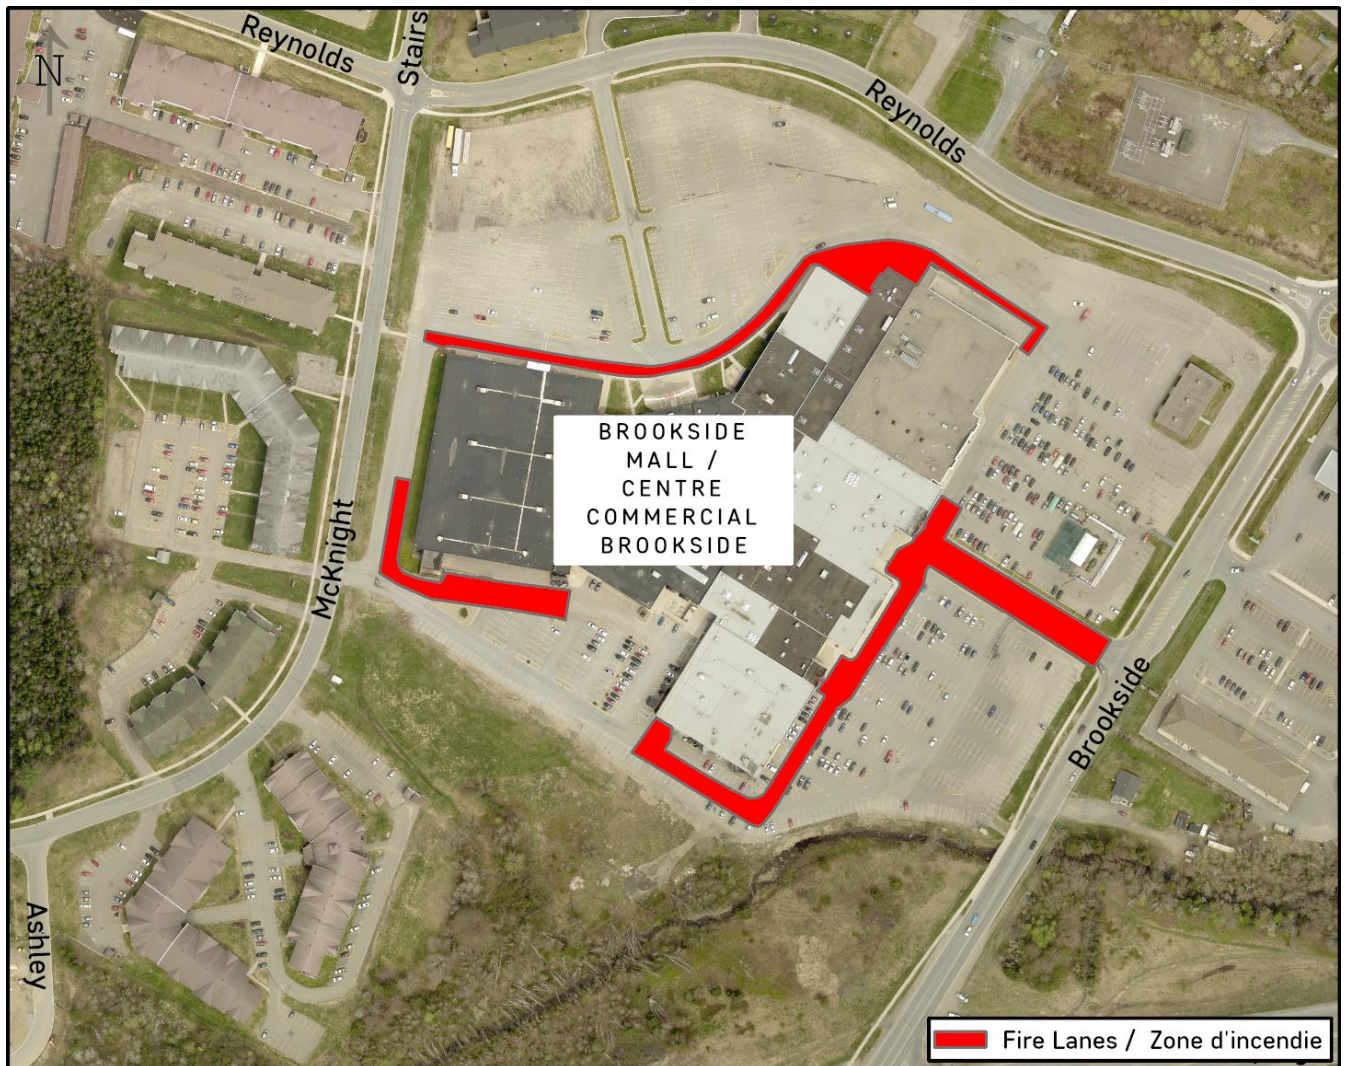 Reynolds
Stairs
N
Reynolds
BROOKSIDE
MALL /
CENTRE
COMMERCIAL
BROOKSIDE
McKnight
Brookside
Ashley
Fire Lanes / Zone d'incendie